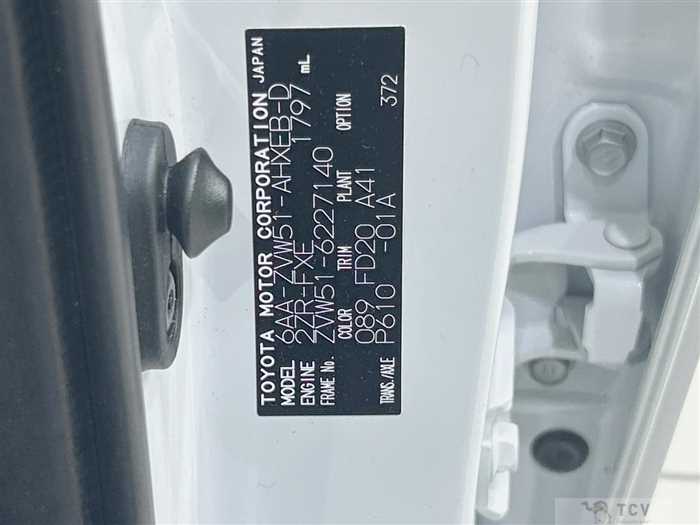 TOYOTA MOTOR CORPORATION JAPAN
MODEL 6AA-ZVW51-AHXEB-D
ENGINE 2ZR-FXE 1797 mL
FRAME No. ZVW51-6227140
COLOR TRIM PLANT OPTION
089 FD20 A41
TRANS./AXLE P610 -01A 372
TCV